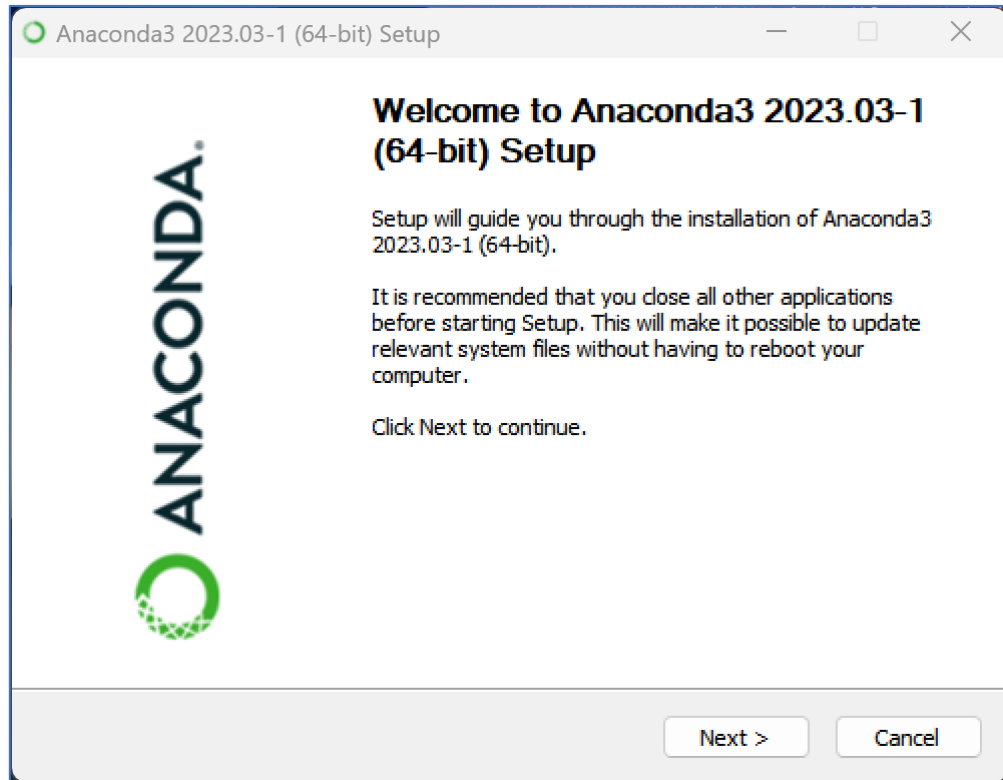 Anaconda3 2023.03-1 (64-bit) Setup
ANACONDA.
Welcome to Anaconda3 2023.03-1
(64-bit) Setup
Setup will guide you through the installation of Anaconda3
2023.03-1 (64-bit).
It is recommended that you close all other applications
before starting Setup. This will make it possible to update
relevant system files without having to reboot your
computer.
Click Next to continue.
Next >
Cancel